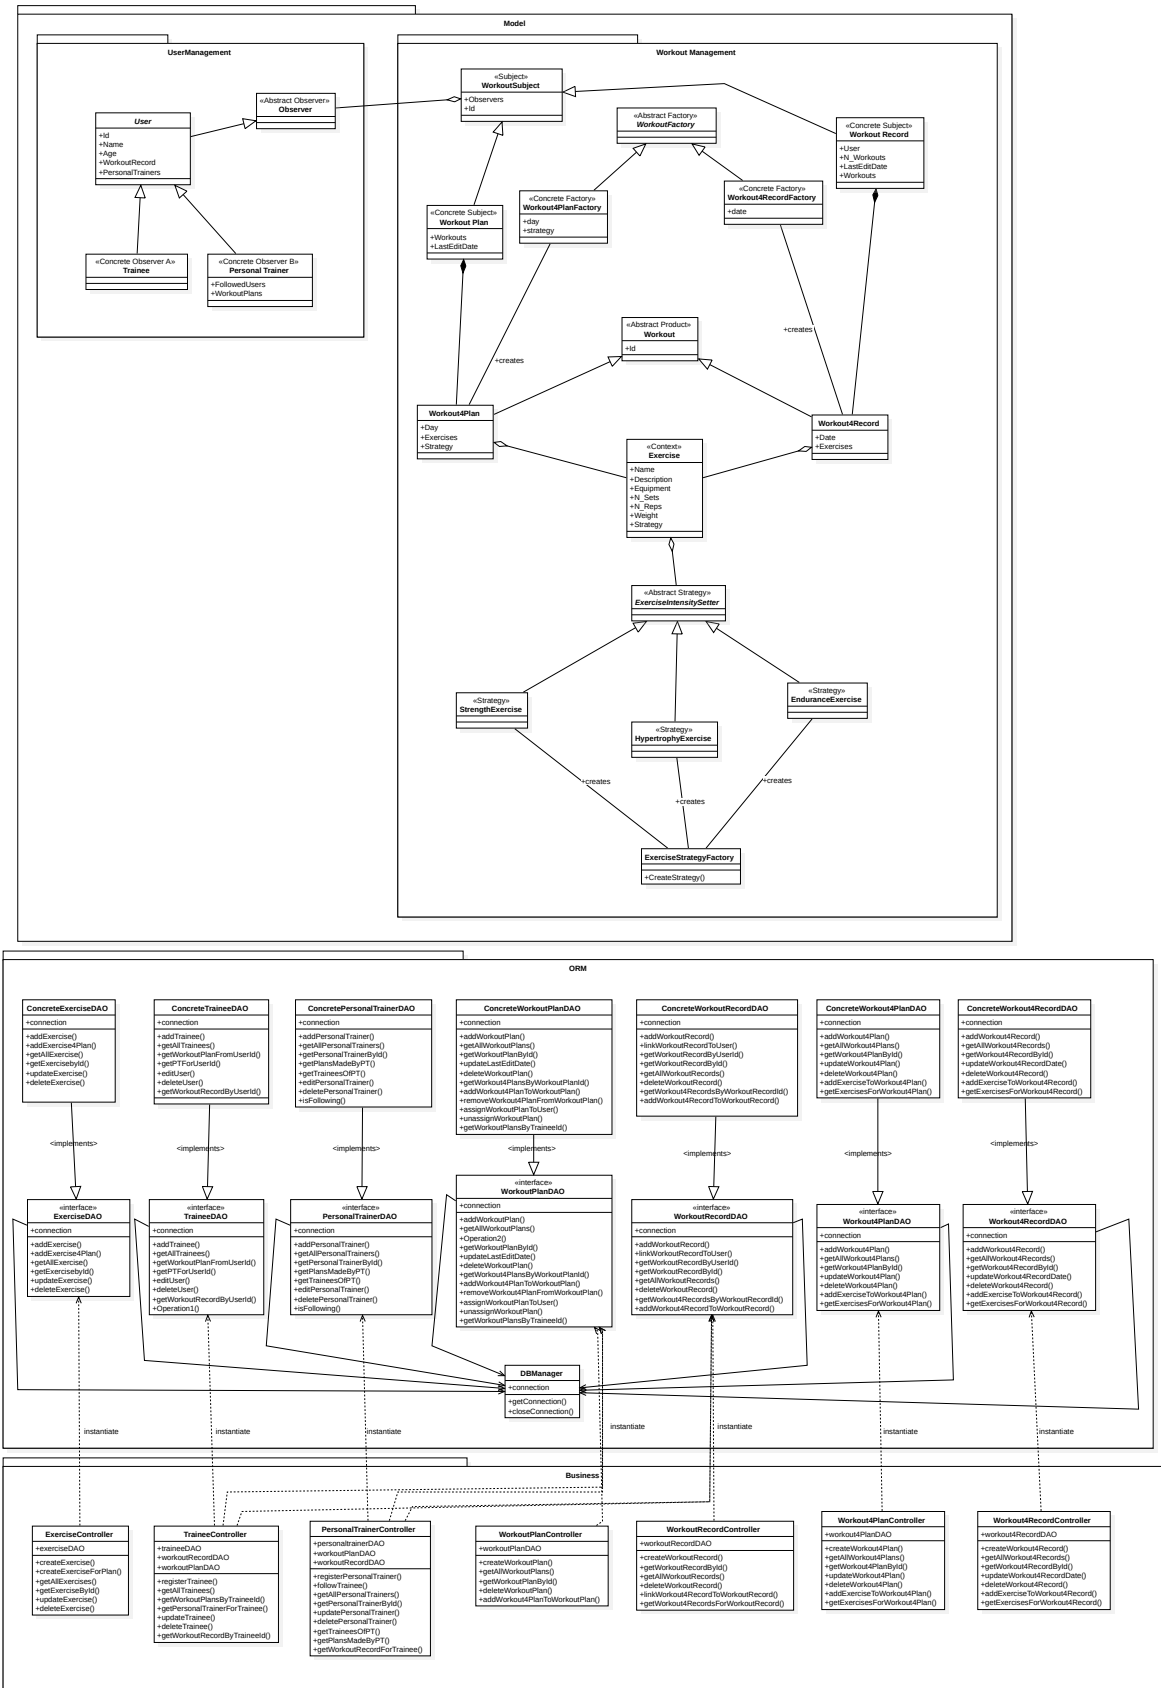 Model
UserManagement
«Abstract Observer»
Observer
User
+Id
+Name
+Age
+WorkoutRecord
+PersonalTrainers
«Concrete Observer A»
Trainee
«Concrete Observer B»
Personal Trainer
+FollowedUsers
+WorkoutPlans
Workout Management
«Subject»
WorkoutSubject
+Observers
+Id
«Abstract Factory»
WorkoutFactory
«Concrete Subject»
Workout Record
+User
+N_Workouts
+LastEditDate
+Workouts
«Concrete Subject»
Workout Plan
+Workouts
+LastEditDate
«Concrete Factory»
Workout4PlanFactory
+day
+strategy
«Concrete Factory»
Workout4RecordFactory
+date
+creates
+creates
«Abstract Product»
Workout
+Id
Workout4Plan
+Day
+Exercises
+Strategy
Workout4Record
+Date
+Exercises
«Context»
Exercise
+Name
+Description
+Equipment
+N_Sets
+N_Reps
+Weight
+Strategy
«Abstract Strategy»
ExerciseIntensitySetter
«Strategy»
StrengthExercise
«Strategy»
HypertrophyExercise
«Strategy»
EnduranceExercise
+creates
+creates
+creates
ExerciseStrategyFactory
+CreateStrategy()
ORM
ConcreteExerciseDAO
+connection
+addExercise()
+addExercise4Plan()
+getAllExercise()
+getExercisebyId()
+updateExercise()
+deleteExercise()
ConcreteTraineeDAO
+connection
+addTrainee()
+getAllTrainees()
+getWorkoutPlanFromUserId()
+getPTForUserId()
+editUser()
+deleteUser()
+getWorkoutRecordByUserId()
ConcretePersonalTrainerDAO
+connection
+addPersonalTrainer()
+getAllPersonalTrainers()
+getPersonalTrainerById()
+getPlansMadeByPT()
+getTraineesOfPT()
+editPersonalTrainer()
+deletePersonalTrainer()
+isFollowing()
ConcreteWorkoutPlanDAO
+connection
+addWorkoutPlan()
+getAllWorkoutPlans()
+getWorkoutPlanById()
+updateLastEditDate()
+deleteWorkoutPlan()
+getWorkout4PlansByWorkoutPlanId()
+addWorkout4PlanToWorkoutPlan()
+removeWorkout4PlanFromWorkoutPlan()
+assignWorkoutPlanToUser()
+unassignWorkoutPlan()
+getWorkoutPlansByTraineeId()
ConcreteWorkoutRecordDAO
+connection
+addWorkoutRecord()
+linkWorkoutRecordToUser()
+getWorkoutRecordByUserId()
+getWorkoutRecordById()
+getAllWorkoutRecords()
+deleteWorkoutRecord()
+getWorkout4RecordsByWorkoutRecordId()
+addWorkout4RecordToWorkoutRecord()
ConcreteWorkout4PlanDAO
+connection
+addWorkout4Plan()
+getAllWorkout4Plans()
+getWorkout4PlanById()
+updateWorkout4Plan()
+deleteWorkout4Plan()
+addExerciseToWorkout4Plan()
+getExercisesForWorkout4Plan()
ConcreteWorkout4RecordDAO
+connection
+addWorkout4Record()
+getAllWorkout4Records()
+getWorkout4RecordById()
+updateWorkout4RecordDate()
+deleteWorkout4Record()
+addExerciseToWorkout4Record()
+getExercisesForWorkout4Record()
<implements>
<implements>
<implements>
<implements>
<implements>
<implements>
<implements>
«interface»
ExerciseDAO
+connection
+addExercise()
+addExercise4Plan()
+getAllExercise()
+getExercisebyId()
+updateExercise()
+deleteExercise()
«interface»
TraineeDAO
+connection
+addTrainee()
+getAllTrainees()
+getWorkoutPlanFromUserId()
+getPTForUserId()
+editUser()
+deleteUser()
+getWorkoutRecordByUserId()
+Operation1()
«interface»
PersonalTrainerDAO
+connection
+addPersonalTrainer()
+getAllPersonalTrainers()
+getPersonalTrainerById()
+getPlansMadeByPT()
+getTraineesOfPT()
+editPersonalTrainer()
+deletePersonalTrainer()
+isFollowing()
«interface»
WorkoutPlanDAO
+connection
+addWorkoutPlan()
+getAllWorkoutPlans()
+Operation2()
+getWorkoutPlanById()
+updateLastEditDate()
+deleteWorkoutPlan()
+getWorkout4PlansByWorkoutPlanId()
+addWorkout4PlanToWorkoutPlan()
+removeWorkout4PlanFromWorkoutPlan()
+assignWorkoutPlanToUser()
+unassignWorkoutPlan()
+getWorkoutPlansByTraineeId()
«interface»
WorkoutRecordDAO
+connection
+addWorkoutRecord()
+linkWorkoutRecordToUser()
+getWorkoutRecordByUserId()
+getWorkoutRecordById()
+getAllWorkoutRecords()
+deleteWorkoutRecord()
+getWorkout4RecordsByWorkoutRecordId()
+addWorkout4RecordToWorkoutRecord()
«interface»
Workout4PlanDAO
+connection
+addWorkout4Plan()
+getAllWorkout4Plans()
+getWorkout4PlanById()
+updateWorkout4Plan()
+deleteWorkout4Plan()
+addExerciseToWorkout4Plan()
+getExercisesForWorkout4Plan()
«interface»
Workout4RecordDAO
+connection
+addWorkout4Record()
+getAllWorkout4Records()
+getWorkout4RecordById()
+updateWorkout4RecordDate()
+deleteWorkout4Record()
+addExerciseToWorkout4Record()
+getExercisesForWorkout4Record()
DBManager
+connection
+getConnection()
+closeConnection()
instantiate
instantiate
instantiate
instantiate
instantiate
instantiate
instantiate
Business
ExerciseController
+exerciseDAO
+createExercise()
+createExerciseForPlan()
+getAllExercises()
+getExerciseById()
+updateExercise()
+deleteExercise()
TraineeController
+traineeDAO
+workoutRecordDAO
+workoutPlanDAO
+registerTrainee()
+getAllTrainees()
+getWorkoutPlansByTraineeId()
+getPersonalTrainerForTrainee()
+updateTrainee()
+deleteTrainee()
+getWorkoutRecordByTraineeId()
PersonalTrainerController
+personaltrainerDAO
+workoutPlanDAO
+workoutRecordDAO
+registerPersonalTrainer()
+followTrainee()
+getAllPersonalTrainers()
+getPersonalTrainerById()
+updatePersonalTrainer()
+deletePersonalTrainer()
+getTraineesOfPT()
+getPlansMadeByPT()
+getWorkoutRecordForTrainee()
WorkoutPlanController
+workoutPlanDAO
+createWorkoutPlan()
+getAllWorkoutPlans()
+getWorkoutPlanById()
+deleteWorkoutPlan()
+addWorkout4PlanToWorkoutPlan()
WorkoutRecordController
+workoutRecordDAO
+createWorkoutRecord()
+getWorkoutRecordById()
+getAllWorkoutRecords()
+deleteWorkoutRecord()
+addWorkout4RecordToWorkoutRecord()
+getWorkout4RecordsForWorkoutRecord()
Workout4PlanController
+workout4PlanDAO
+createWorkout4Plan()
+getAllWorkout4Plans()
+getWorkout4PlanById()
+updateWorkout4Plan()
+deleteWorkout4Plan()
+addExerciseToWorkout4Plan()
+getExercisesForWorkout4Plan()
Workout4RecordController
+workout4RecordDAO
+createWorkout4Record()
+getAllWorkout4Records()
+getWorkout4RecordById()
+updateWorkout4RecordDate()
+deleteWorkout4Record()
+addExercisesToWorkout4Record()
+getExercisesForWorkout4Record()